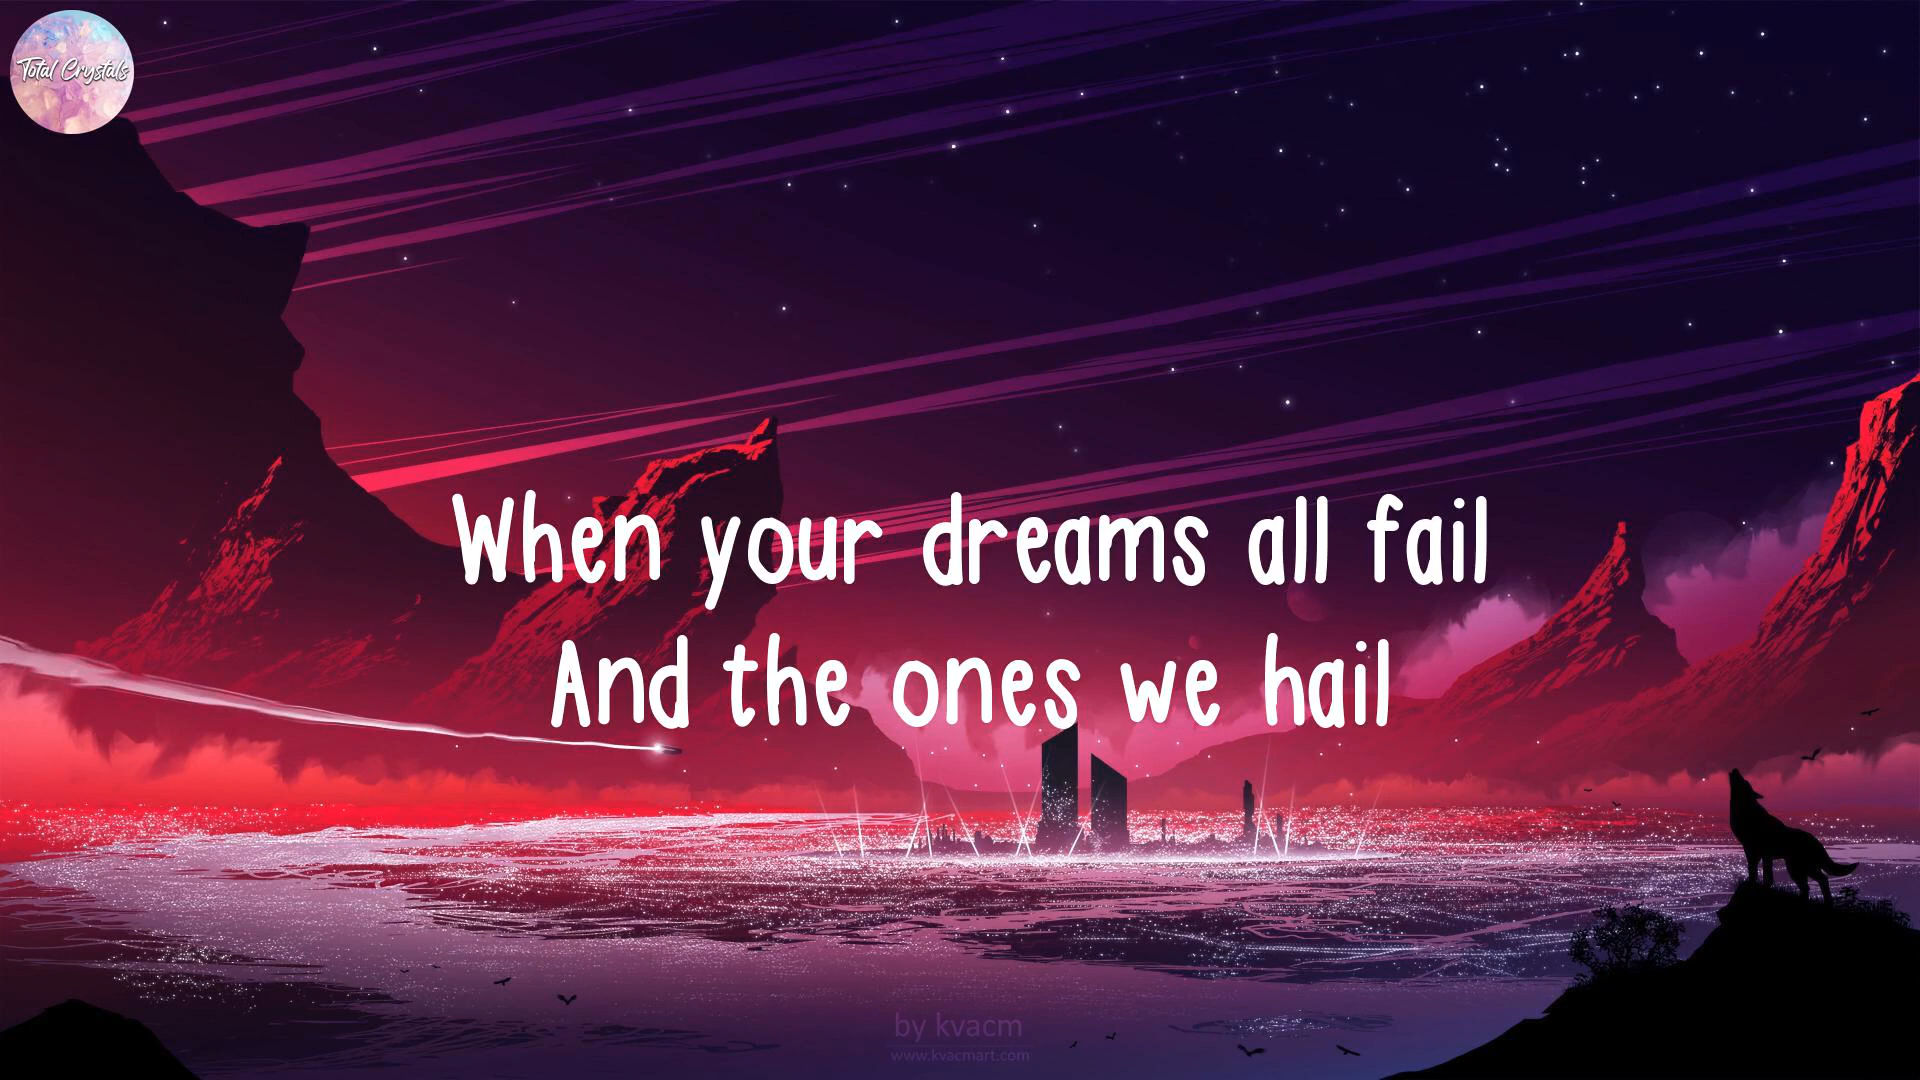 Total Crystals
When your dreams all fail
And the ones we hail
by kvacm
www.kvacmart.com